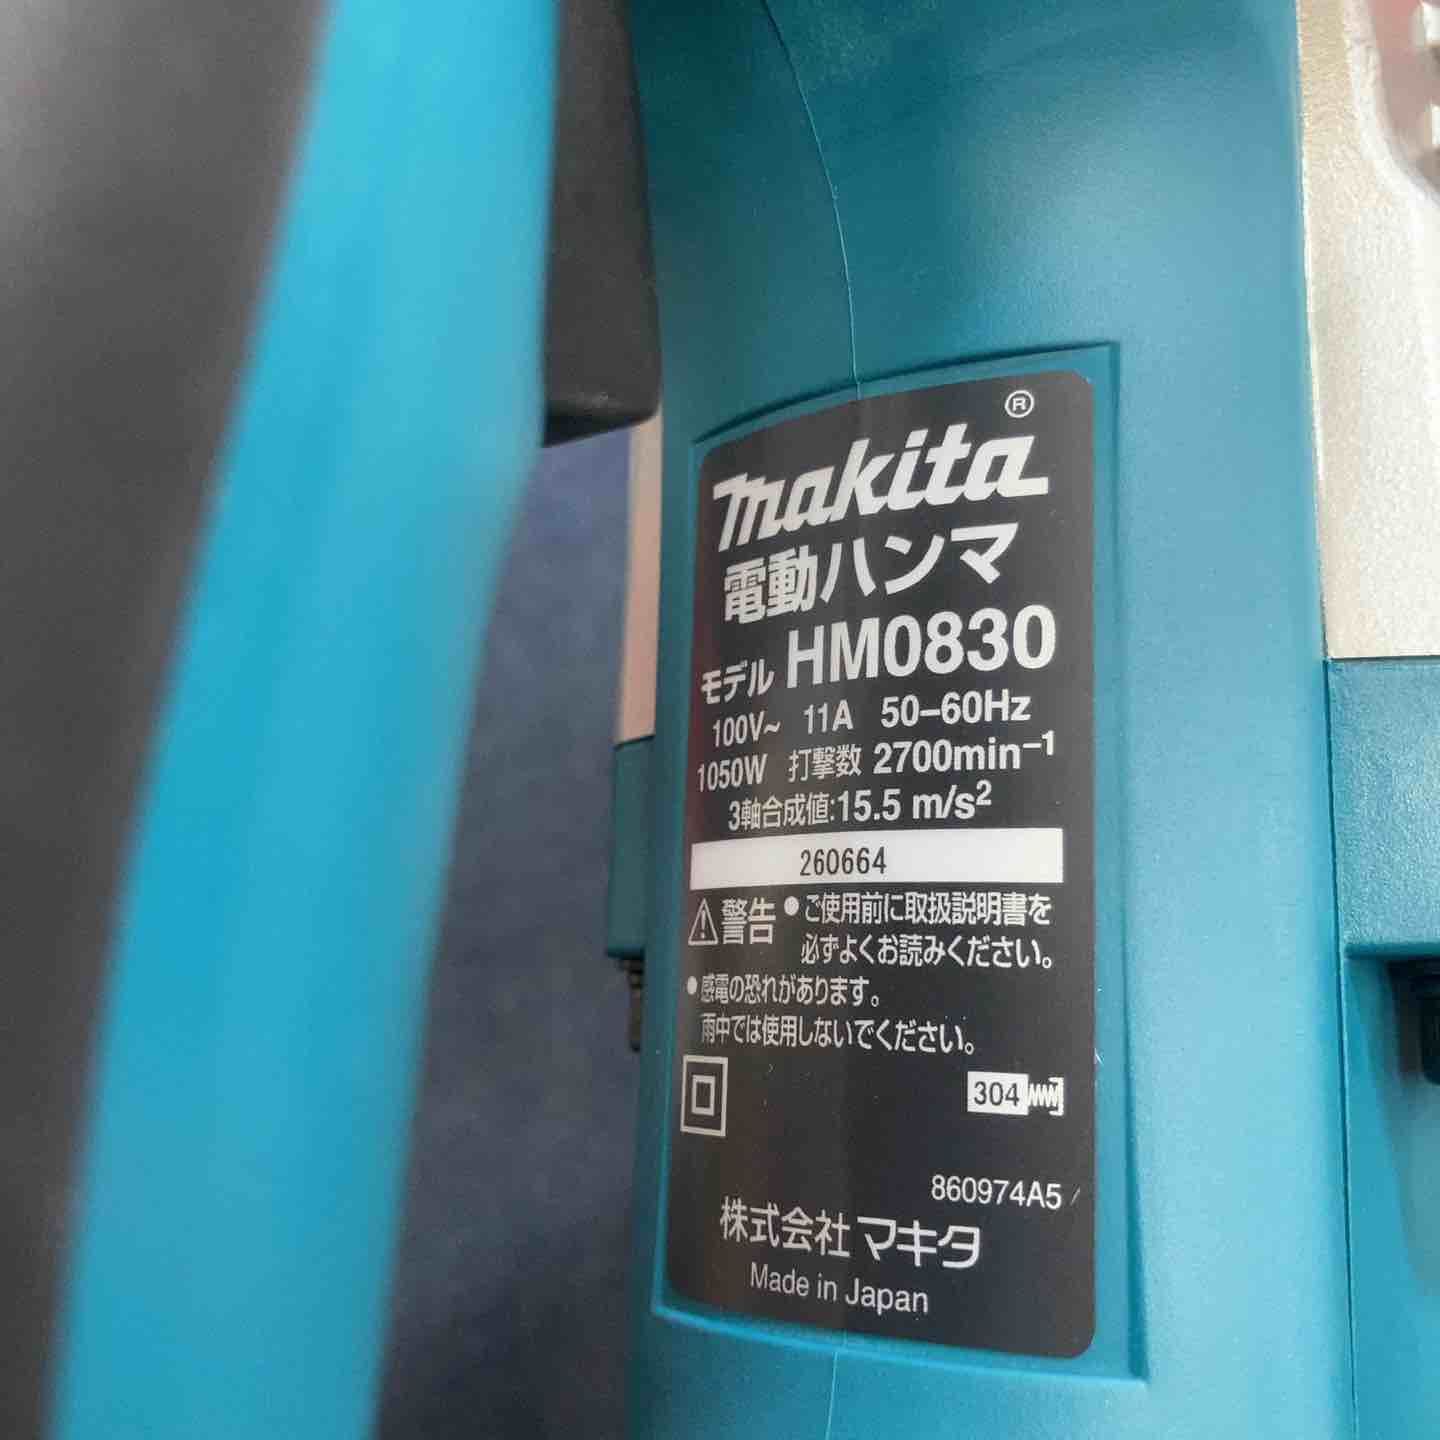 makita®
電動ハンマ
モデル HM0830
100V~ 11A 50-60Hz
1050W 打撃数 2700min-1
3軸合成値:15.5 m/s2
260664
警告 ●ご使用前に取扱説明書を
必ずよくお読みください。
●感電の恐れがあります。
雨中では使用しないでください。
304
860974A5
株式会社マキタ
Made in Japan